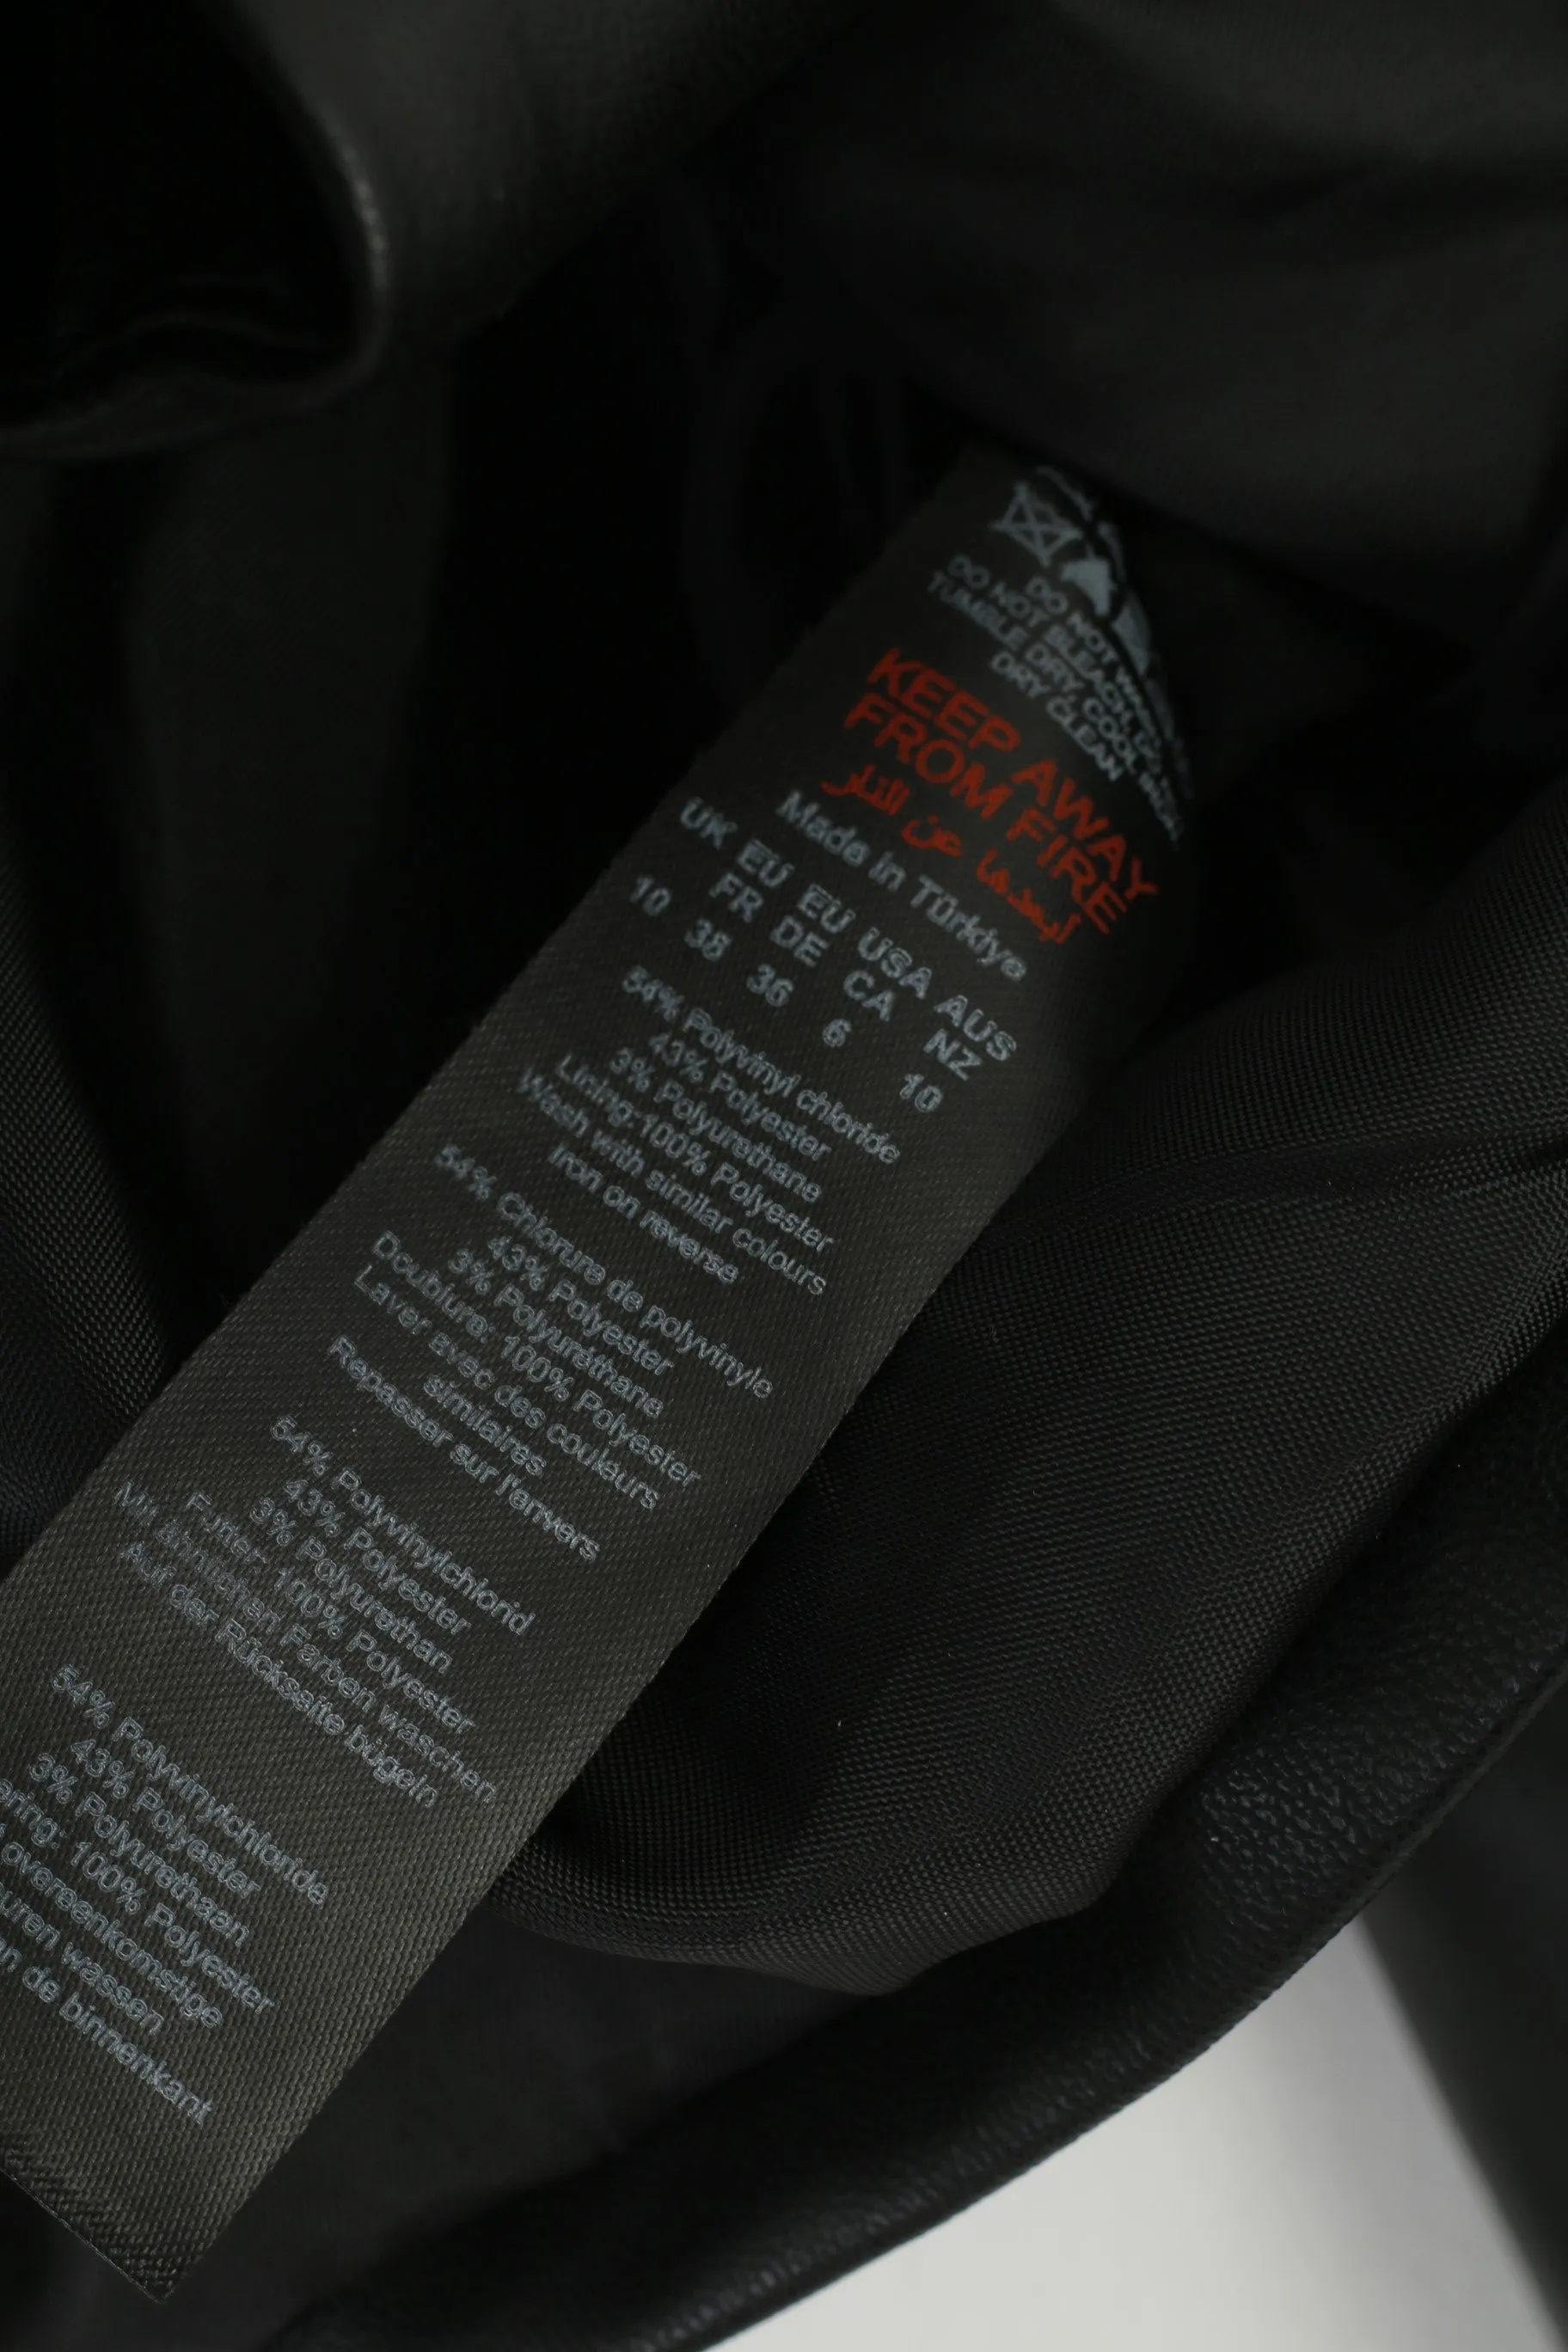 DO NOT
DO NOT BLEACH,
TUMBLE DRY, COOL
DRY CLEAN
KEEP AWAY
FROM FIRE
أبعدها عن النار
Made in Türkiye
UK EU EU USA AUS
FR DE CA NZ
10 38 36 6 10
54% Polyvinyl chloride
43% Polyester
3% Polyurethane
Lining:100% Polyester
Wash with similar colours
Iron on reverse
54% Chlorure de polyvinyle
43% Polyester
3% Polyuréthane
Doublure: 100% Polyester
Laver avec des couleurs
similaires
Repasser sur l'anvers
54% Polyvinylchlorid
43% Polyester
3% Polyurethan
Futter: 100% Polyester
Mit ähnlichen Farben waschen
Auf der Rückseite bügeln
54% Polyvinylchloride
43% Polyester
3% Polyurethaan
100% Polyester
overeenkomstige
wassen
de binnenkant